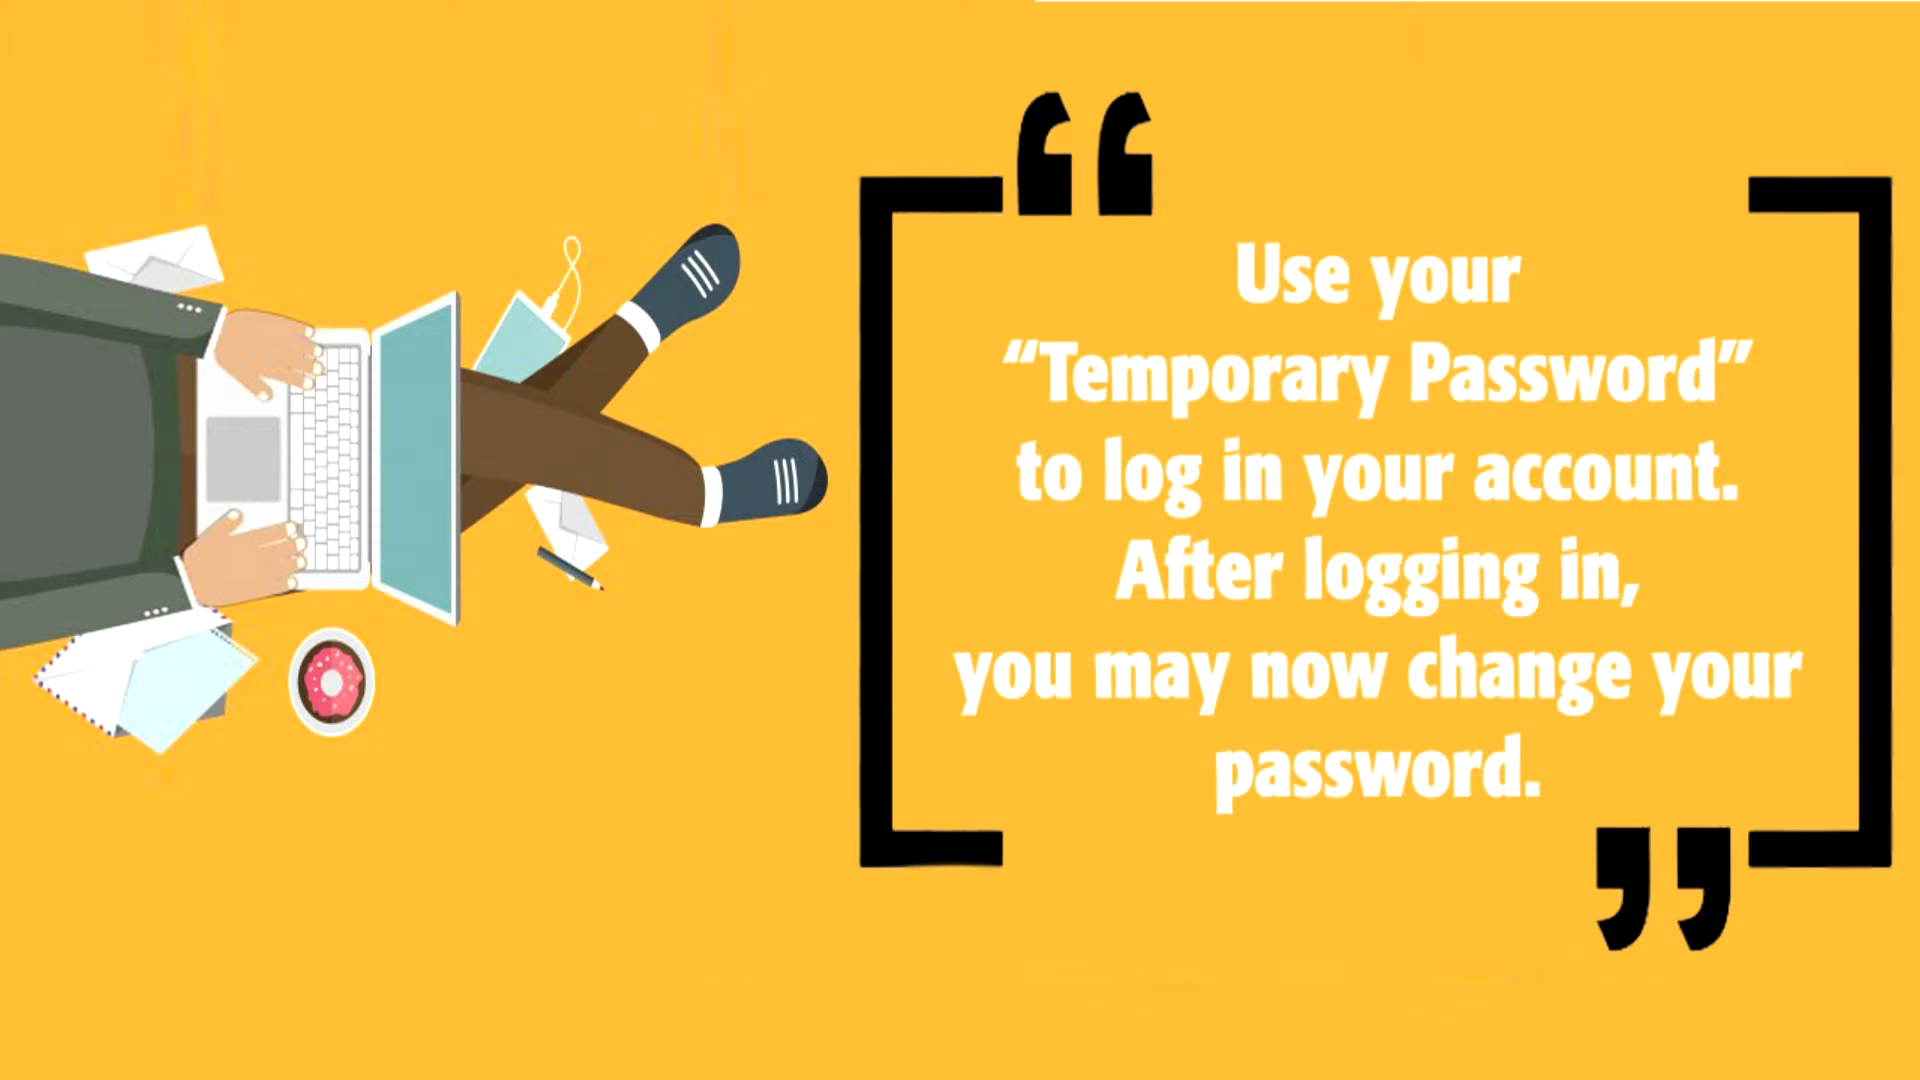 Use your
“Temporary Password”
to log in your account.
After logging in,
you may now change your
password.